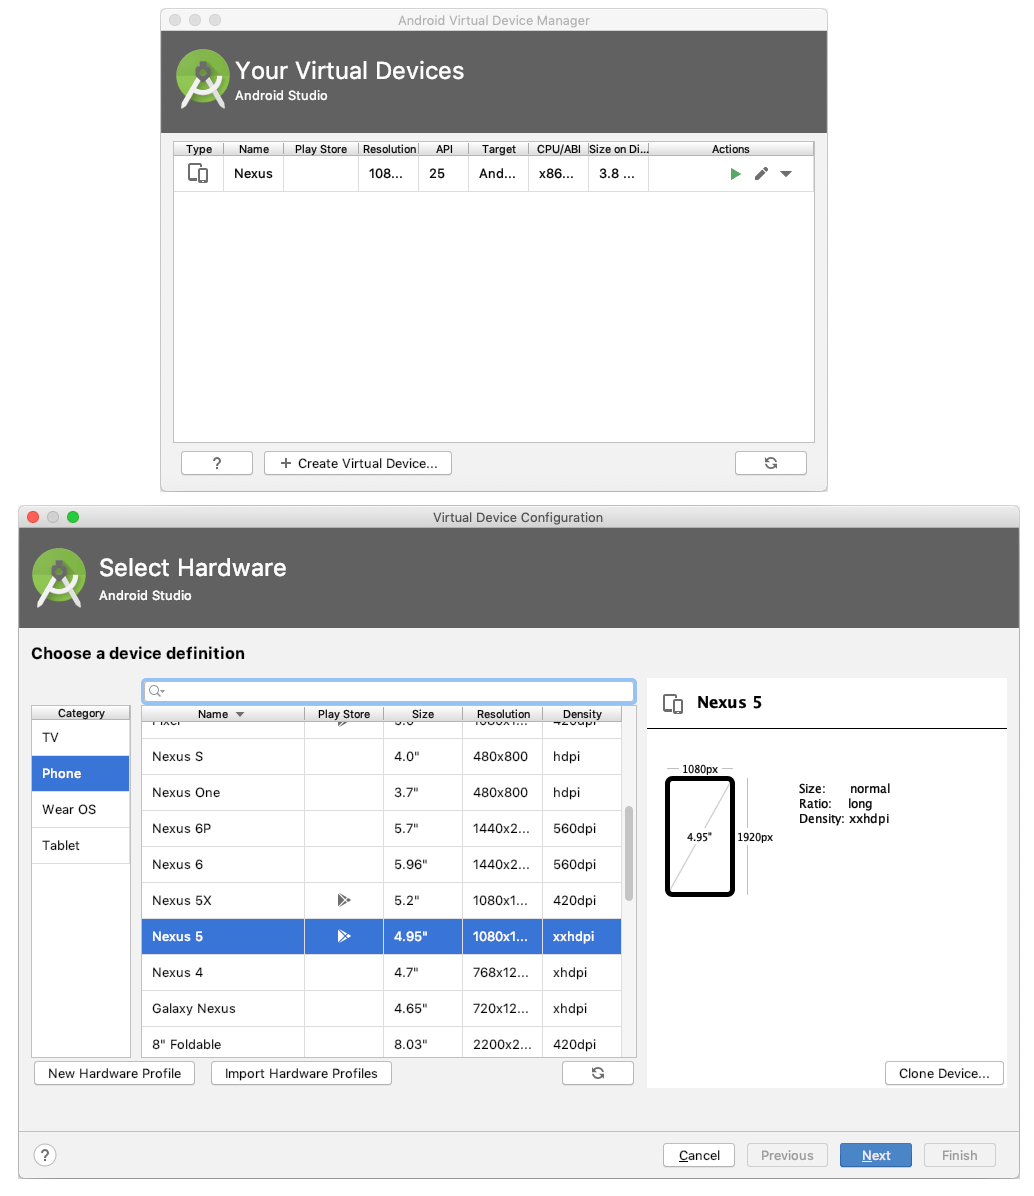 Android Virtual Device Manager
Your Virtual Devices
Android Studio
Type Name Play Store Resolution API Target CPU/ABI Size on Di... Actions
Nexus 108... 25 And... x86... 3.8 ...
? + Create Virtual Device...
Virtual Device Configuration
Select Hardware
Android Studio
Choose a device definition
Category Name Play Store Size Resolution Density
TV
Phone
Wear OS
Tablet
Nexus S 4.0" 480x800 hdpi
Nexus One 3.7" 480x800 hdpi
Nexus 6P 5.7" 1440x2... 560dpi
Nexus 6 5.96" 1440x2... 560dpi
Nexus 5X 5.2" 1080x1... 420dpi
Nexus 5 4.95" 1080x1... xxhdpi
Nexus 4 4.7" 768x12... xhdpi
Galaxy Nexus 4.65" 720x12... xhdpi
8" Foldable 8.03" 2200x2... 420dpi
New Hardware Profile Import Hardware Profiles
Nexus 5
1080px
4.95" 1920px
Size: normal
Ratio: long
Density: xxhdpi
Clone Device...
? Cancel Previous Next Finish